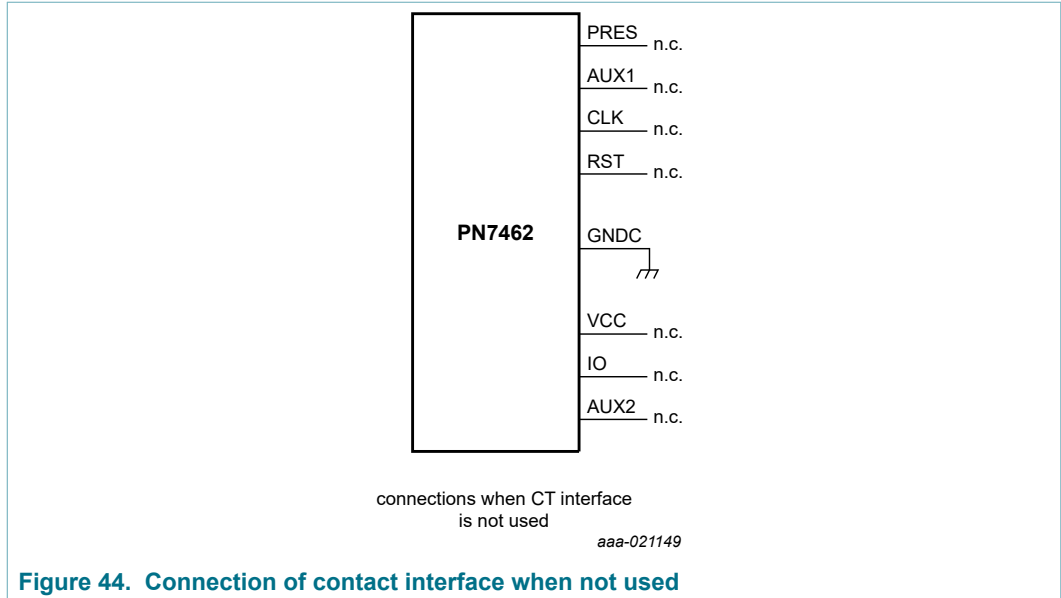 PRES n.c.
AUX1 n.c.
CLK n.c.
RST n.c.
PN7462 GNDC
VCC n.c.
IO n.c.
AUX2 n.c.
connections when CT interface
is not used
aaa-021149
Figure 44. Connection of contact interface when not used